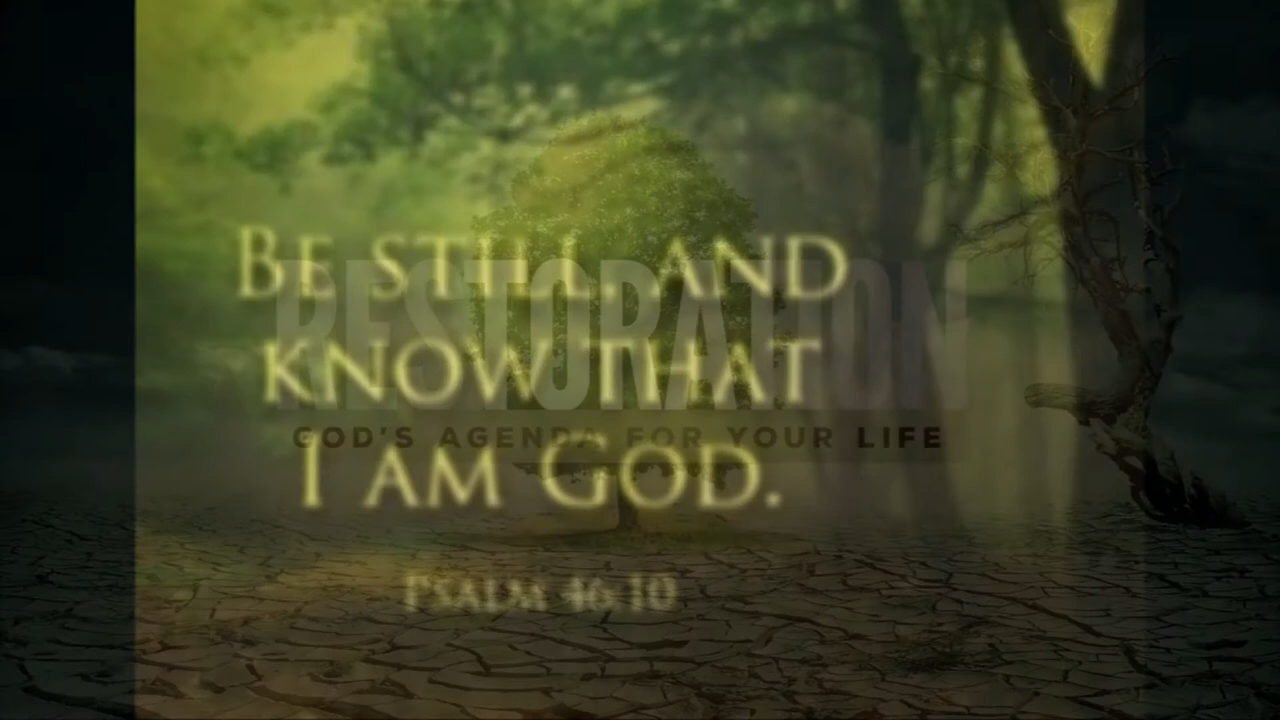 BE STILL, AND
RESTORATION
KNOW THAT
GOD'S AGENDA FOR YOUR LIFE
I AM GOD.
PSALM 46:10